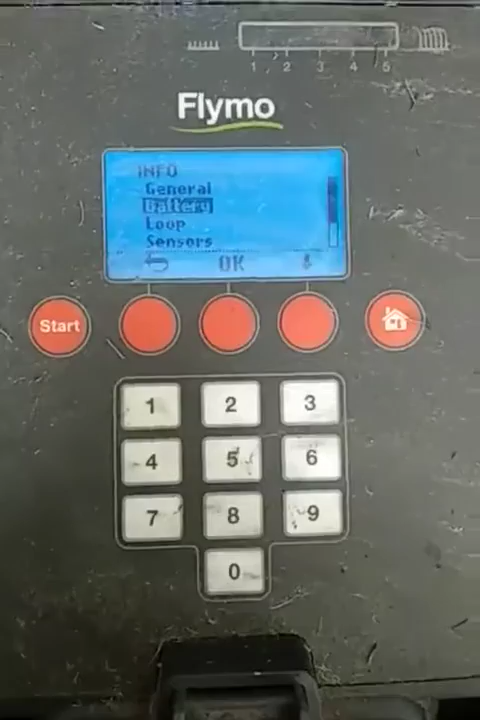 1 2 3 4 5
Flymo
INFO
General
Battery
Loop
Sensors
OK
Start
1 2 3
4 5 6
7 8 9
0